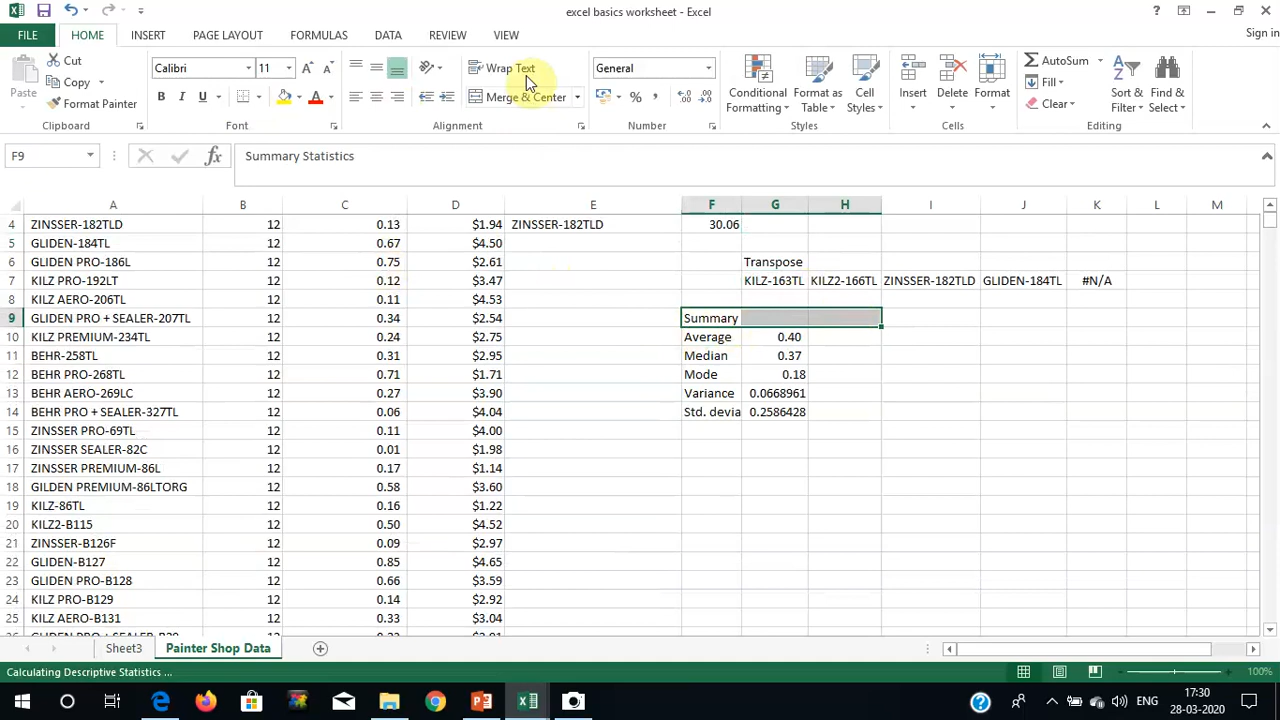 excel basics worksheet - Excel
?
FILE HOME INSERT PAGE LAYOUT FORMULAS DATA REVIEW VIEW Sign in
Paste
Cut
Copy
Format Painter
Clipboard
Calibri 11
B I U
Font
Wrap Text
Merge & Center
Alignment
General
%
Number
Conditional Formatting
Format as Table
Cell Styles
Styles
Insert Delete Format
Cells
AutoSum
Fill
Clear
Sort & Filter
Find & Select
Editing
F9 fx Summary Statistics
A B C D E F G H I J K L M
4 ZINSSER-182TLD 12 0.13 $1.94 ZINSSER-182TLD 30.06
5 GLIDEN-184TL 12 0.67 $4.50
6 GLIDEN PRO-186L 12 0.75 $2.61 Transpose
7 KILZ PRO-192LT 12 0.12 $3.47 KILZ-163TL KILZ2-166TL ZINSSER-182TLD GLIDEN-184TL #N/A
8 KILZ AERO-206TL 12 0.11 $4.53
9 GLIDEN PRO + SEALER-207TL 12 0.34 $2.54 Summary
10 KILZ PREMIUM-234TL 12 0.24 $2.75 Average 0.40
11 BEHR-258TL 12 0.31 $2.95 Median 0.37
12 BEHR PRO-268TL 12 0.71 $1.71 Mode 0.18
13 BEHR AERO-269LC 12 0.27 $3.90 Variance 0.0668961
14 BEHR PRO + SEALER-327TL 12 0.06 $4.04 Std. devia 0.2586428
15 ZINSSER PRO-69TL 12 0.11 $4.00
16 ZINSSER SEALER-82C 12 0.01 $1.98
17 ZINSSER PREMIUM-86L 12 0.17 $1.14
18 GILDEN PREMIUM-86LTORG 12 0.58 $3.60
19 KILZ-86TL 12 0.16 $1.22
20 KILZ2-B115 12 0.50 $4.52
21 ZINSSER-B126F 12 0.09 $2.97
22 GLIDEN-B127 12 0.85 $4.65
23 GLIDEN PRO-B128 12 0.66 $3.59
24 KILZ PRO-B129 12 0.14 $2.92
25 KILZ AERO-B131 12 0.33 $3.04
Sheet3 Painter Shop Data
Calculating Descriptive Statistics ... 100%
ENG 17:30
28-03-2020